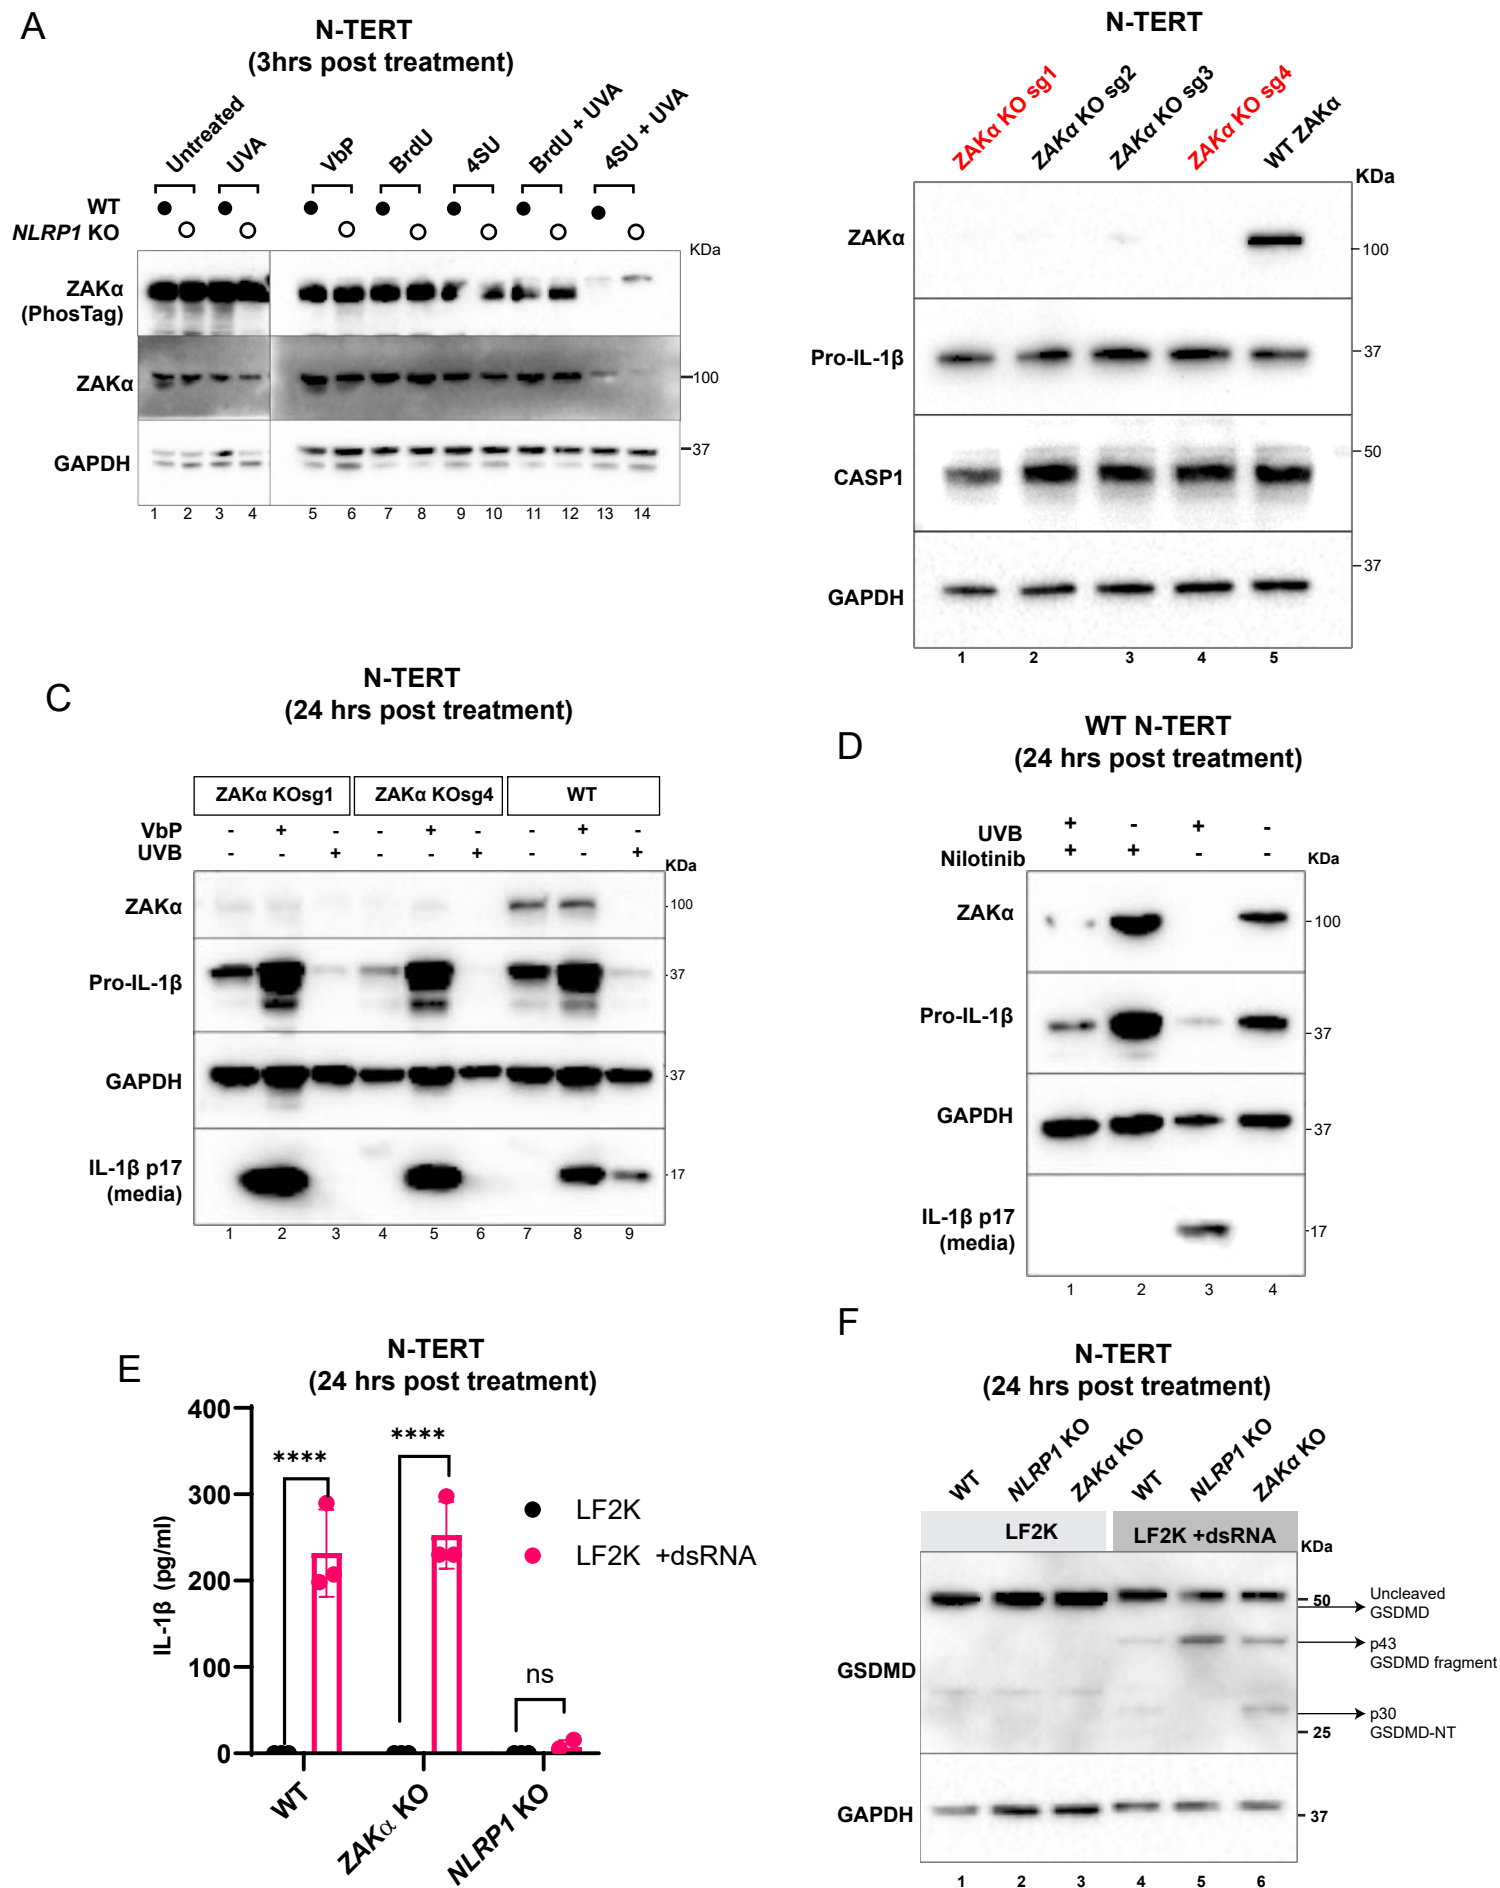 A
N-TERT
(3hrs post treatment)
Untreated
UVA
VbP
BrdU
4SU
BrdU + UVA
4SU + UVA
WT
NLRP1 KO
KDa
ZAKα
(PhosTag)
ZAKα
100
GAPDH
37
1 2 3 4 5 6 7 8 9 10 11 12 13 14
N-TERT
ZAKα KO sg1
ZAKα KO sg2
ZAKα KO sg3
ZAKα KO sg4
WT ZAKα
KDa
ZAKα
100
Pro-IL-1β
37
CASP1
50
GAPDH
37
1 2 3 4 5
C
N-TERT
(24 hrs post treatment)
ZAKα KOsg1 ZAKα KOsg4 WT
VbP - + - - + - - + -
UVB - - + - - + - - +
KDa
ZAKα
100
Pro-IL-1β
37
GAPDH
37
IL-1β p17
(media)
17
1 2 3 4 5 6 7 8 9
D
WT N-TERT
(24 hrs post treatment)
UVB + - + -
Nilotinib + + - -
KDa
ZAKα
100
Pro-IL-1β
37
GAPDH
37
IL-1β p17
(media)
17
1 2 3 4
E
N-TERT
(24 hrs post treatment)
IL-1β (pg/ml)
400
300
200
100
0
****
****
ns
LF2K
LF2K +dsRNA
WT
ZAKα KO
NLRP1 KO
F
N-TERT
(24 hrs post treatment)
WT
NLRP1 KO
ZAKα KO
WT
NLRP1 KO
ZAKα KO
LF2K LF2K +dsRNA
KDa
50
Uncleaved
GSDMD
p43
GSDMD fragment
GSDMD
p30
GSDMD-NT
25
GAPDH
37
1 2 3 4 5 6